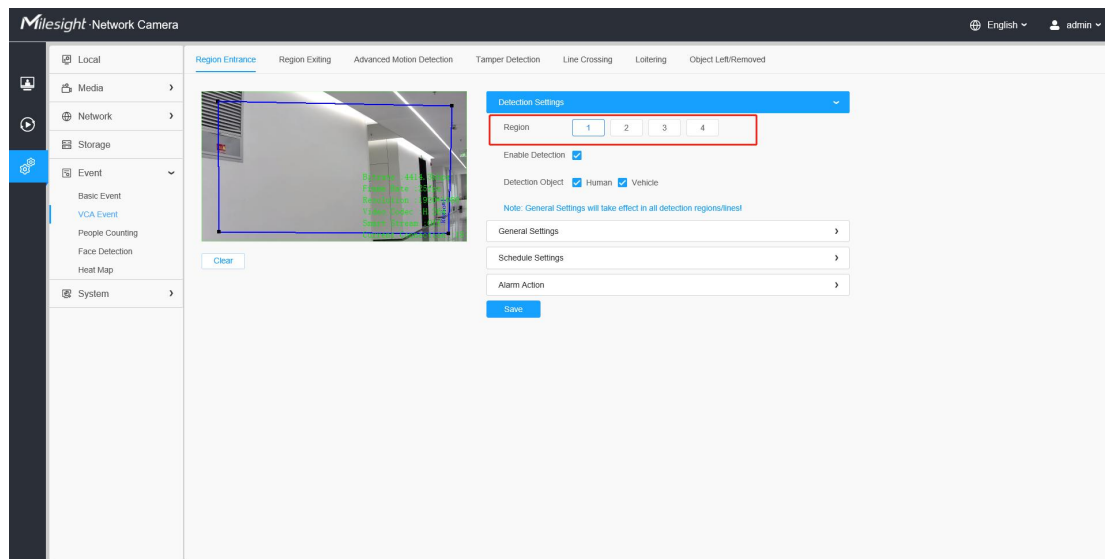 Milesight · Network Camera
English
admin
Local
Media
Network
Storage
Event
Basic Event
VCA Event
People Counting
Face Detection
Heat Map
System
Region Entrance
Region Exiting
Advanced Motion Detection
Tamper Detection
Line Crossing
Loitering
Object Left/Removed
Clear
Detection Settings
Region 1 2 3 4
Enable Detection
Detection Object Human Vehicle
Note: General Settings will take effect in all detection regions/lines!
General Settings
Schedule Settings
Alarm Action
Save